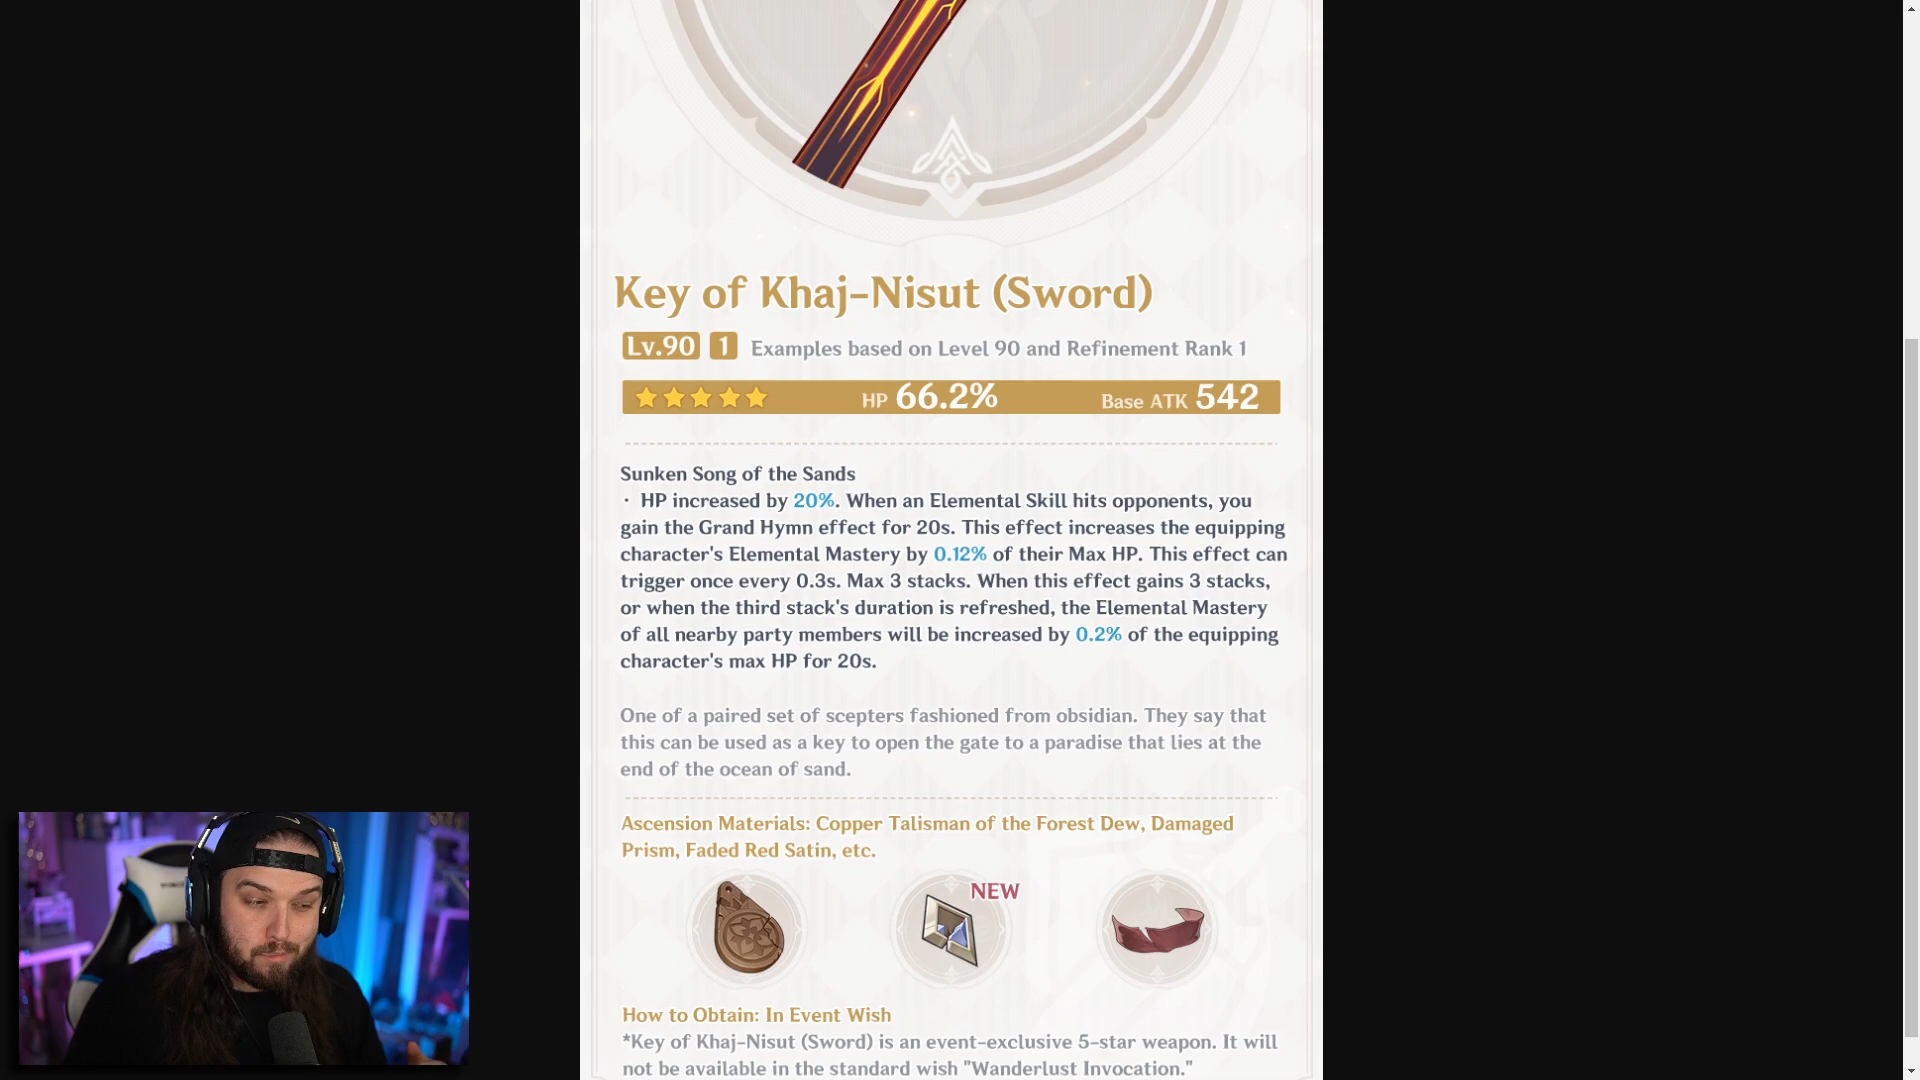 Key of Khaj-Nisut (Sword)
Lv.90 1 Examples based on Level 90 and Refinement Rank 1
HP 66.2% Base ATK 542
Sunken Song of the Sands
· HP increased by 20%. When an Elemental Skill hits opponents, you
gain the Grand Hymn effect for 20s. This effect increases the equipping
character's Elemental Mastery by 0.12% of their Max HP. This effect can
trigger once every 0.3s. Max 3 stacks. When this effect gains 3 stacks,
or when the third stack's duration is refreshed, the Elemental Mastery
of all nearby party members will be increased by 0.2% of the equipping
character's max HP for 20s.
One of a paired set of scepters fashioned from obsidian. They say that
this can be used as a key to open the gate to a paradise that lies at the
end of the ocean of sand.
Ascension Materials: Copper Talisman of the Forest Dew, Damaged
Prism, Faded Red Satin, etc.
NEW
How to Obtain: In Event Wish
*Key of Khaj-Nisut (Sword) is an event-exclusive 5-star weapon. It will
not be available in the standard wish "Wanderlust Invocation."